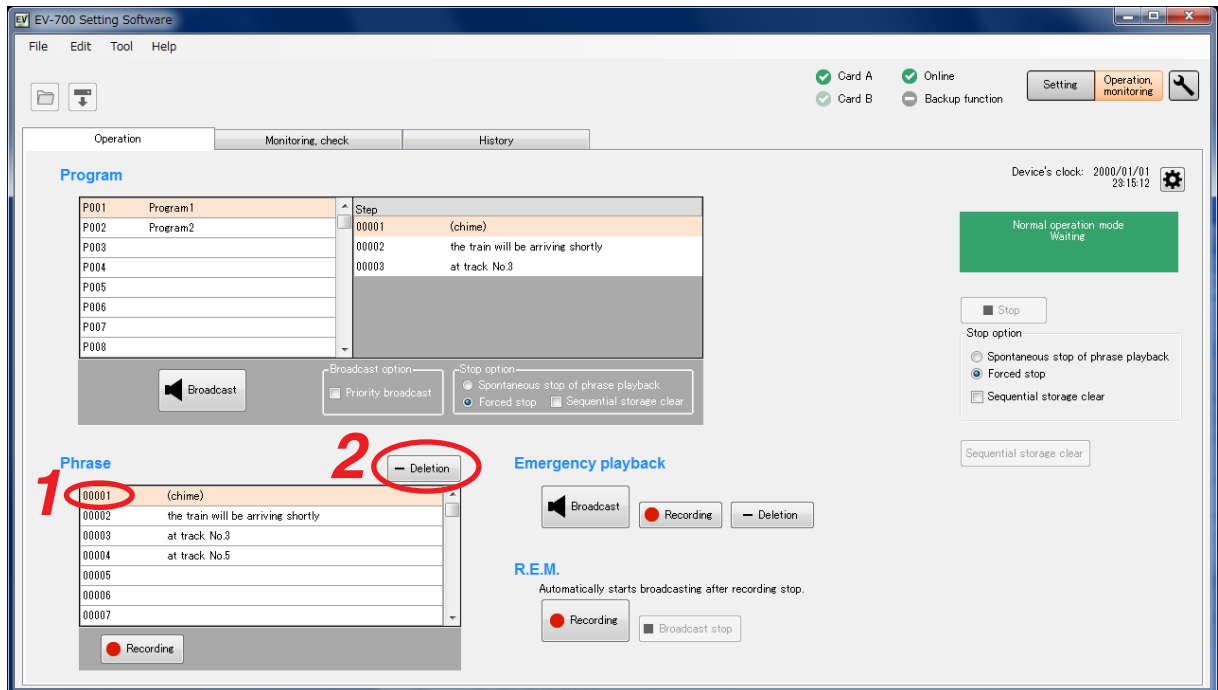 EV EV-700 Setting Software
File Edit Tool Help
Card A Online
Card B Backup function
Setting
Operation,
monitoring
Operation Monitoring, check History
Device's clock: 2000/01/01
23:15:12
Program
P001 Program1
P002 Program2
P003
P004
P005
P006
P007
P008
Step
00001 (chime)
00002 the train will be arriving shortly
00003 at track No.3
Broadcast
Broadcast option
Priority broadcast
Stop option
Spontaneous stop of phrase playback
Forced stop Sequential storage clear
Normal operation mode
Waiting
Stop
Stop option
Spontaneous stop of phrase playback
Forced stop
Sequential storage clear
Sequential storage clear
Phrase
2
Deletion
1
00001 (chime)
00002 the train will be arriving shortly
00003 at track No.3
00004 at track No.5
00005
00006
00007
Recording
Emergency playback
Broadcast Recording Deletion
R.E.M.
Automatically starts broadcasting after recording stop.
Recording Broadcast stop